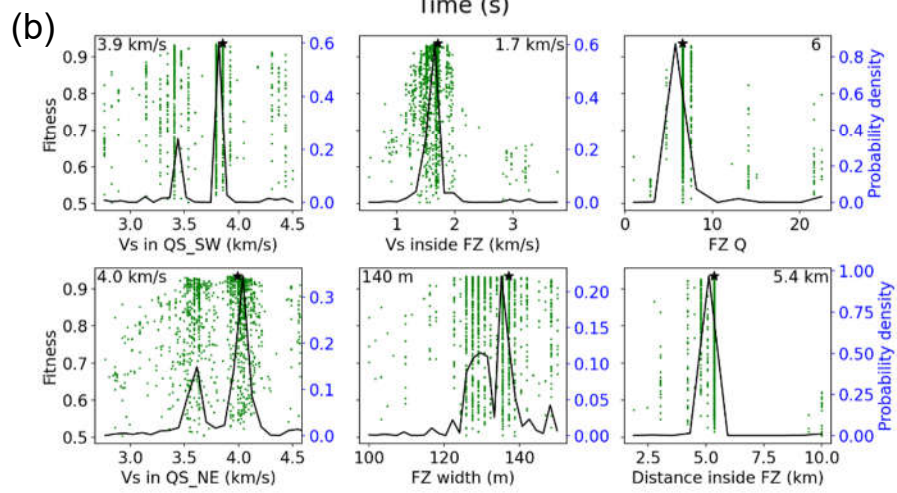 Time (s)
(b)
3.9 km/s
1.7 km/s
6
Fitness
0.9
0.8
0.7
0.6
0.5
0.6
0.4
0.2
0.0
0.6
0.4
0.2
0.0
0.8
0.6
0.4
0.2
0.0
Probability density
3.0 3.5 4.0 4.5
1 2 3
0 10 20
Vs in QS_SW (km/s)
Vs inside FZ (km/s)
FZ Q
4.0 km/s
140 m
5.4 km
Fitness
0.9
0.8
0.7
0.6
0.5
0.3
0.2
0.1
0.0
0.20
0.15
0.10
0.05
0.00
1.00
0.75
0.50
0.25
0.00
Probability density
3.0 3.5 4.0 4.5
100 120 140
2.5 5.0 7.5 10.0
Vs in QS_NE (km/s)
FZ width (m)
Distance inside FZ (km)